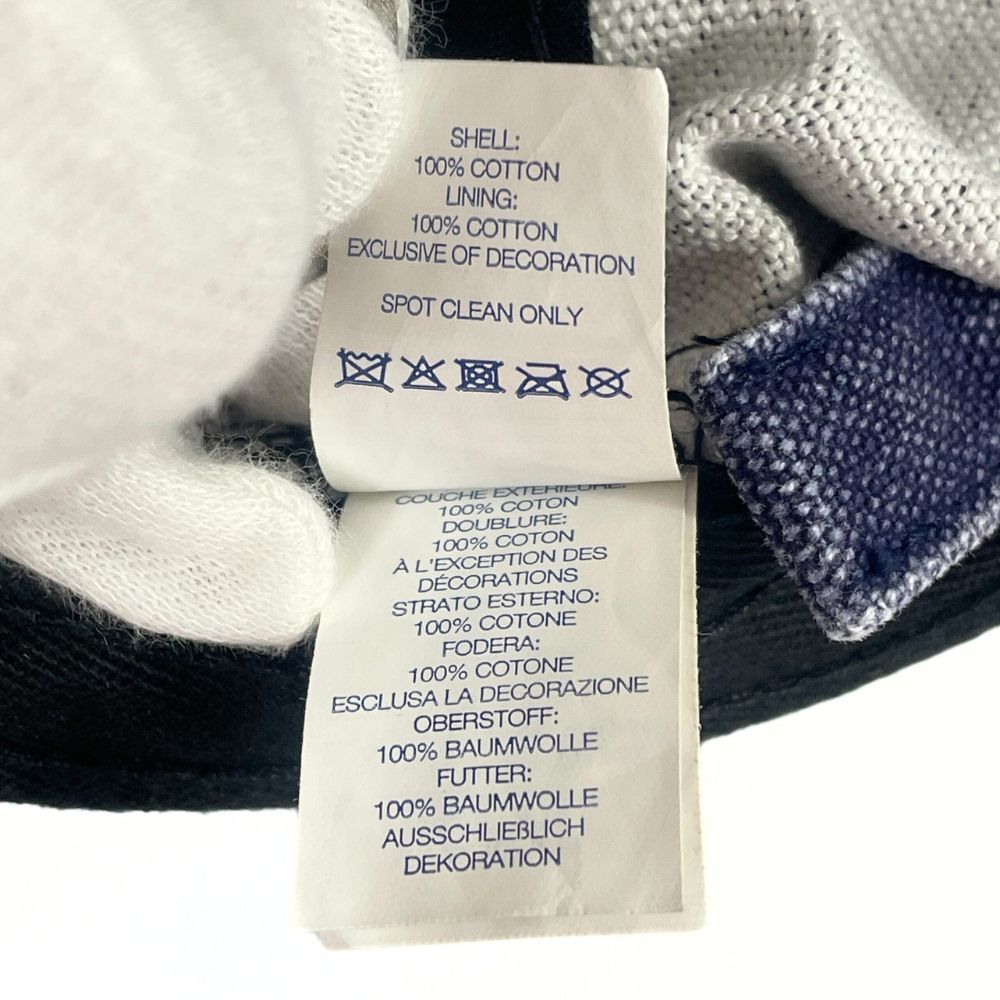 SHELL:
100% COTTON
LINING:
100% COTTON
EXCLUSIVE OF DECORATION
SPOT CLEAN ONLY
COUCHE EXTÉRIEURE:
100% COTON
DOUBLURE:
100% COTON
À L'EXCEPTION DES
DÉCORATIONS
STRATO ESTERNO:
100% COTONE
FODERA:
100% COTONE
ESCLUSA LA DECORAZIONE
OBERSTOFF:
100% BAUMWOLLE
FUTTER:
100% BAUMWOLLE
AUSSCHLIEßLICH
DEKORATION